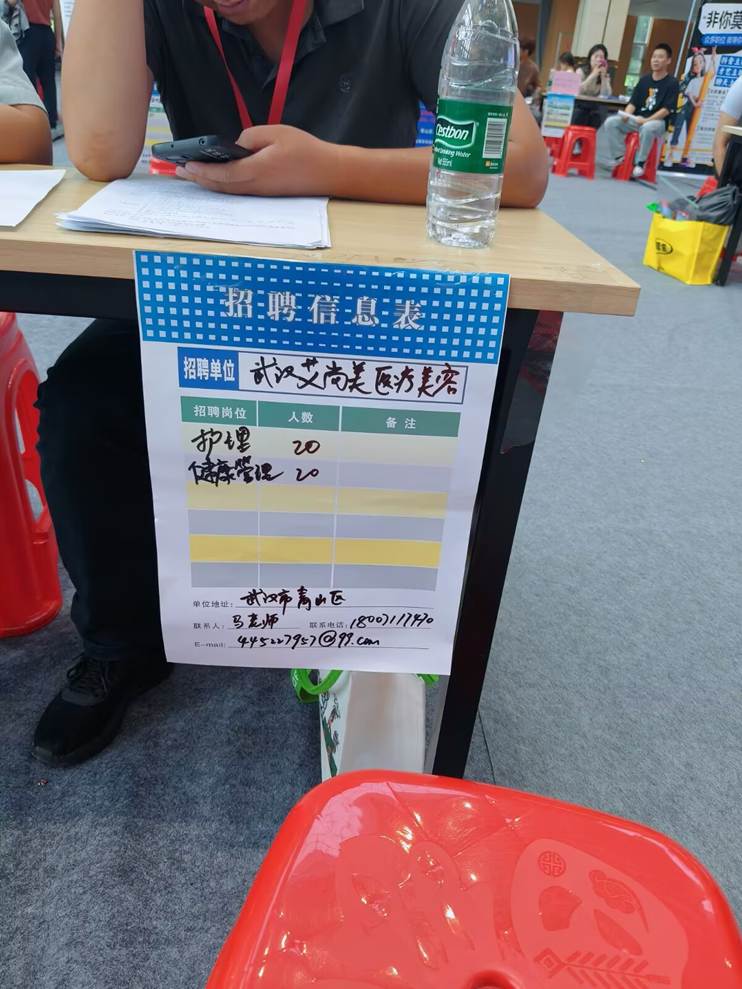 "非你莫
Cestbon
招聘信息表
招聘单位 武汉艾尚美医疗美容
招聘岗位 人数 备注
护理 20
健康管理 20
单位地址: 武汉市青山区
联系人: 马老师 联系电话: 18007117470
E-mail: 445227957@qq.com